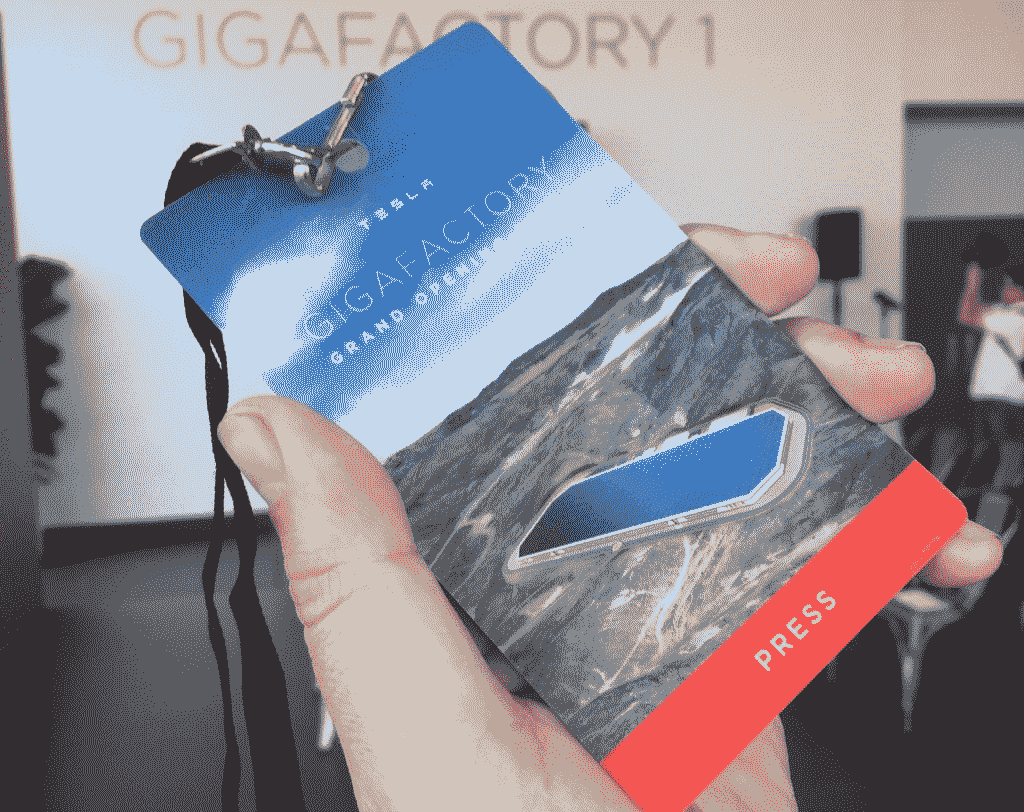 GIGAFACTORY 1
TESLA
GIGAFACTORY
GRAND OPENING
PRESS